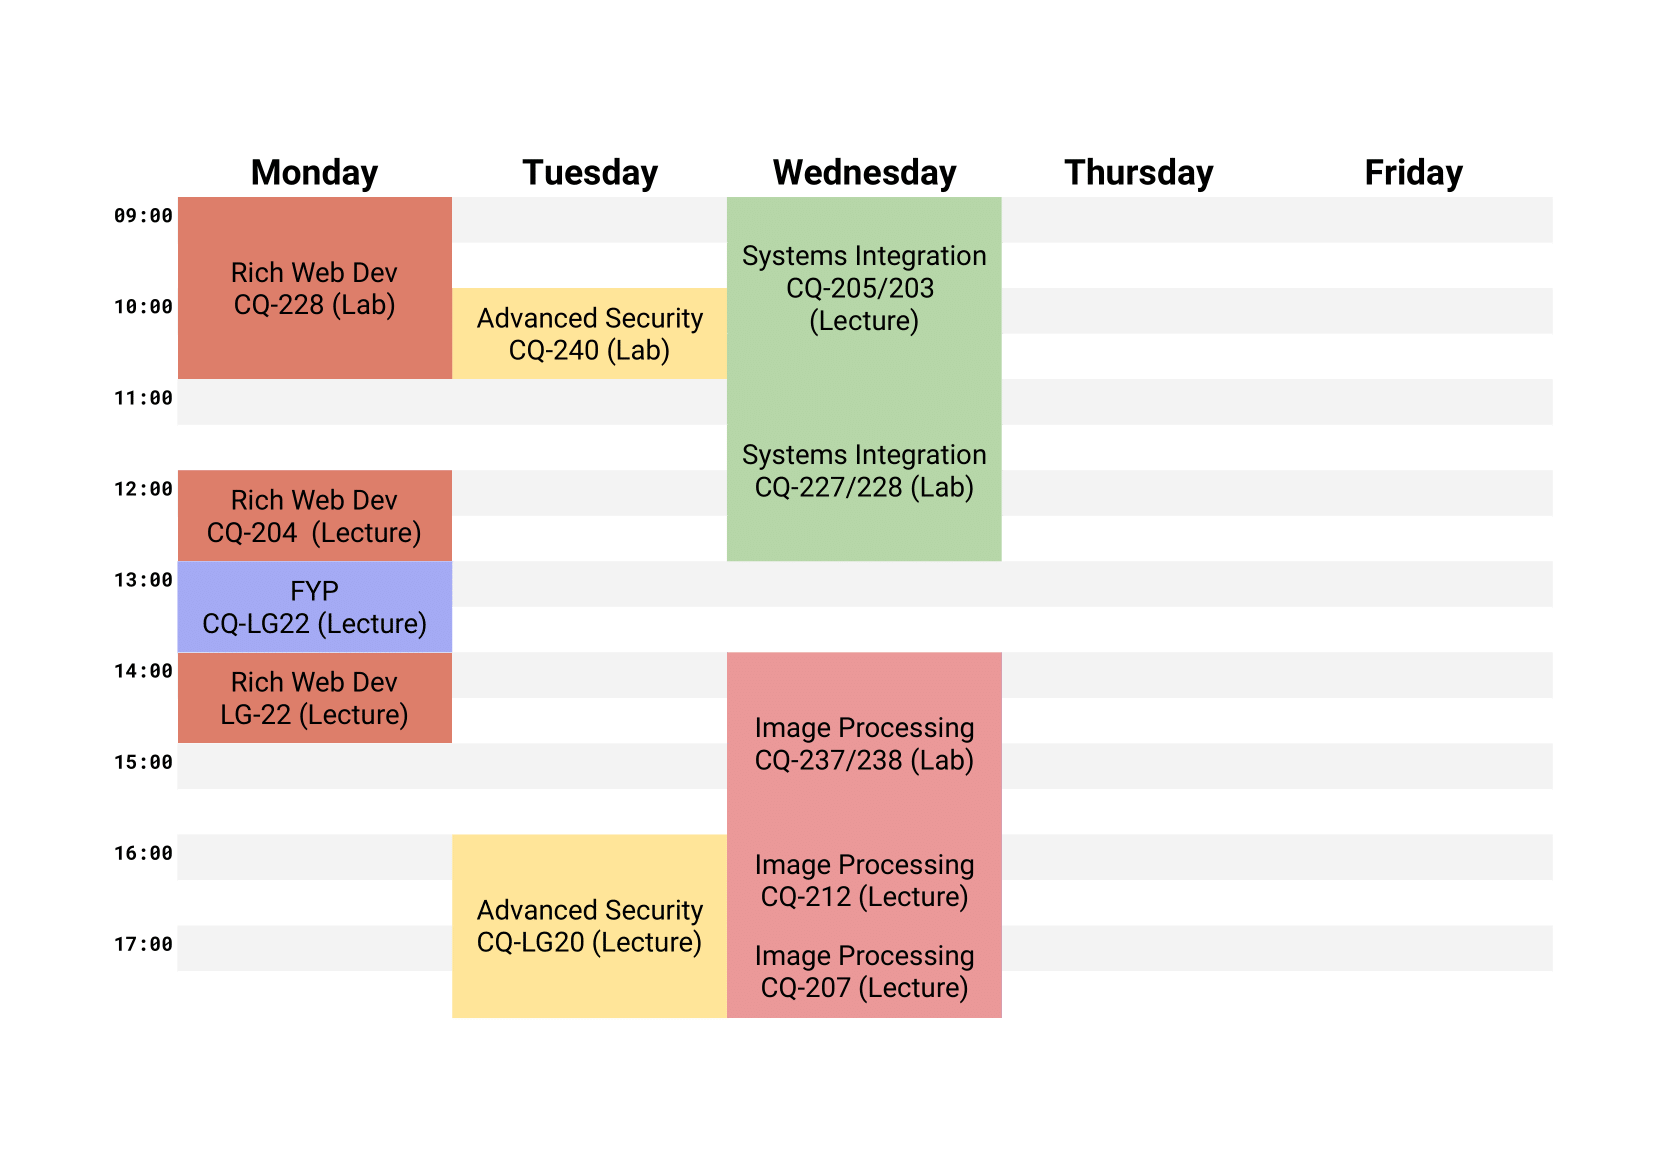 Monday Tuesday Wednesday Thursday Friday
09:00
Rich Web Dev
CQ-228 (Lab)
Systems Integration
CQ-205/203
(Lecture)
10:00
Advanced Security
CQ-240 (Lab)
11:00
Systems Integration
CQ-227/228 (Lab)
12:00
Rich Web Dev
CQ-204  (Lecture)
13:00
FYP
CQ-LG22 (Lecture)
14:00
Rich Web Dev
LG-22 (Lecture)
Image Processing
CQ-237/238 (Lab)
15:00
16:00
Advanced Security
CQ-LG20 (Lecture)
Image Processing
CQ-212 (Lecture)
17:00
Image Processing
CQ-207 (Lecture)